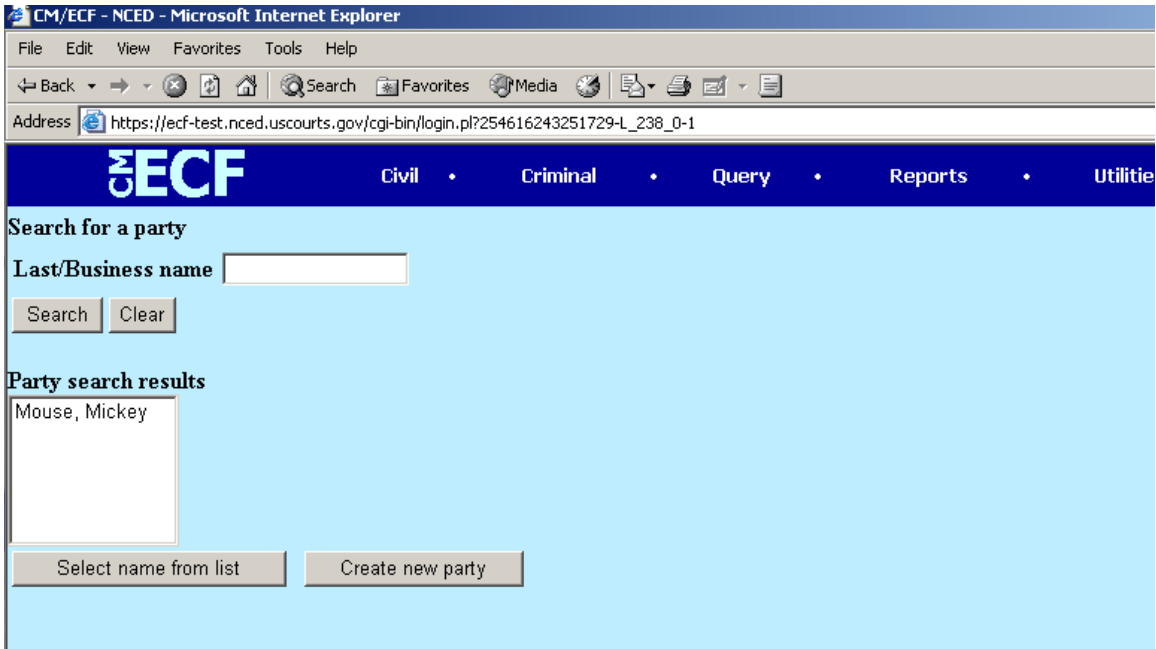 CM/ECF - NCED - Microsoft Internet Explorer
File Edit View Favorites Tools Help
Back Search Favorites Media
Address https://ecf-test.nced.uscourts.gov/cgi-bin/login.pl?254616243251729-L_238_0-1
CM ECF Civil • Criminal • Query • Reports • Utilitie
Search for a party
Last/Business name
Search Clear
Party search results
Mouse, Mickey
Select name from list Create new party